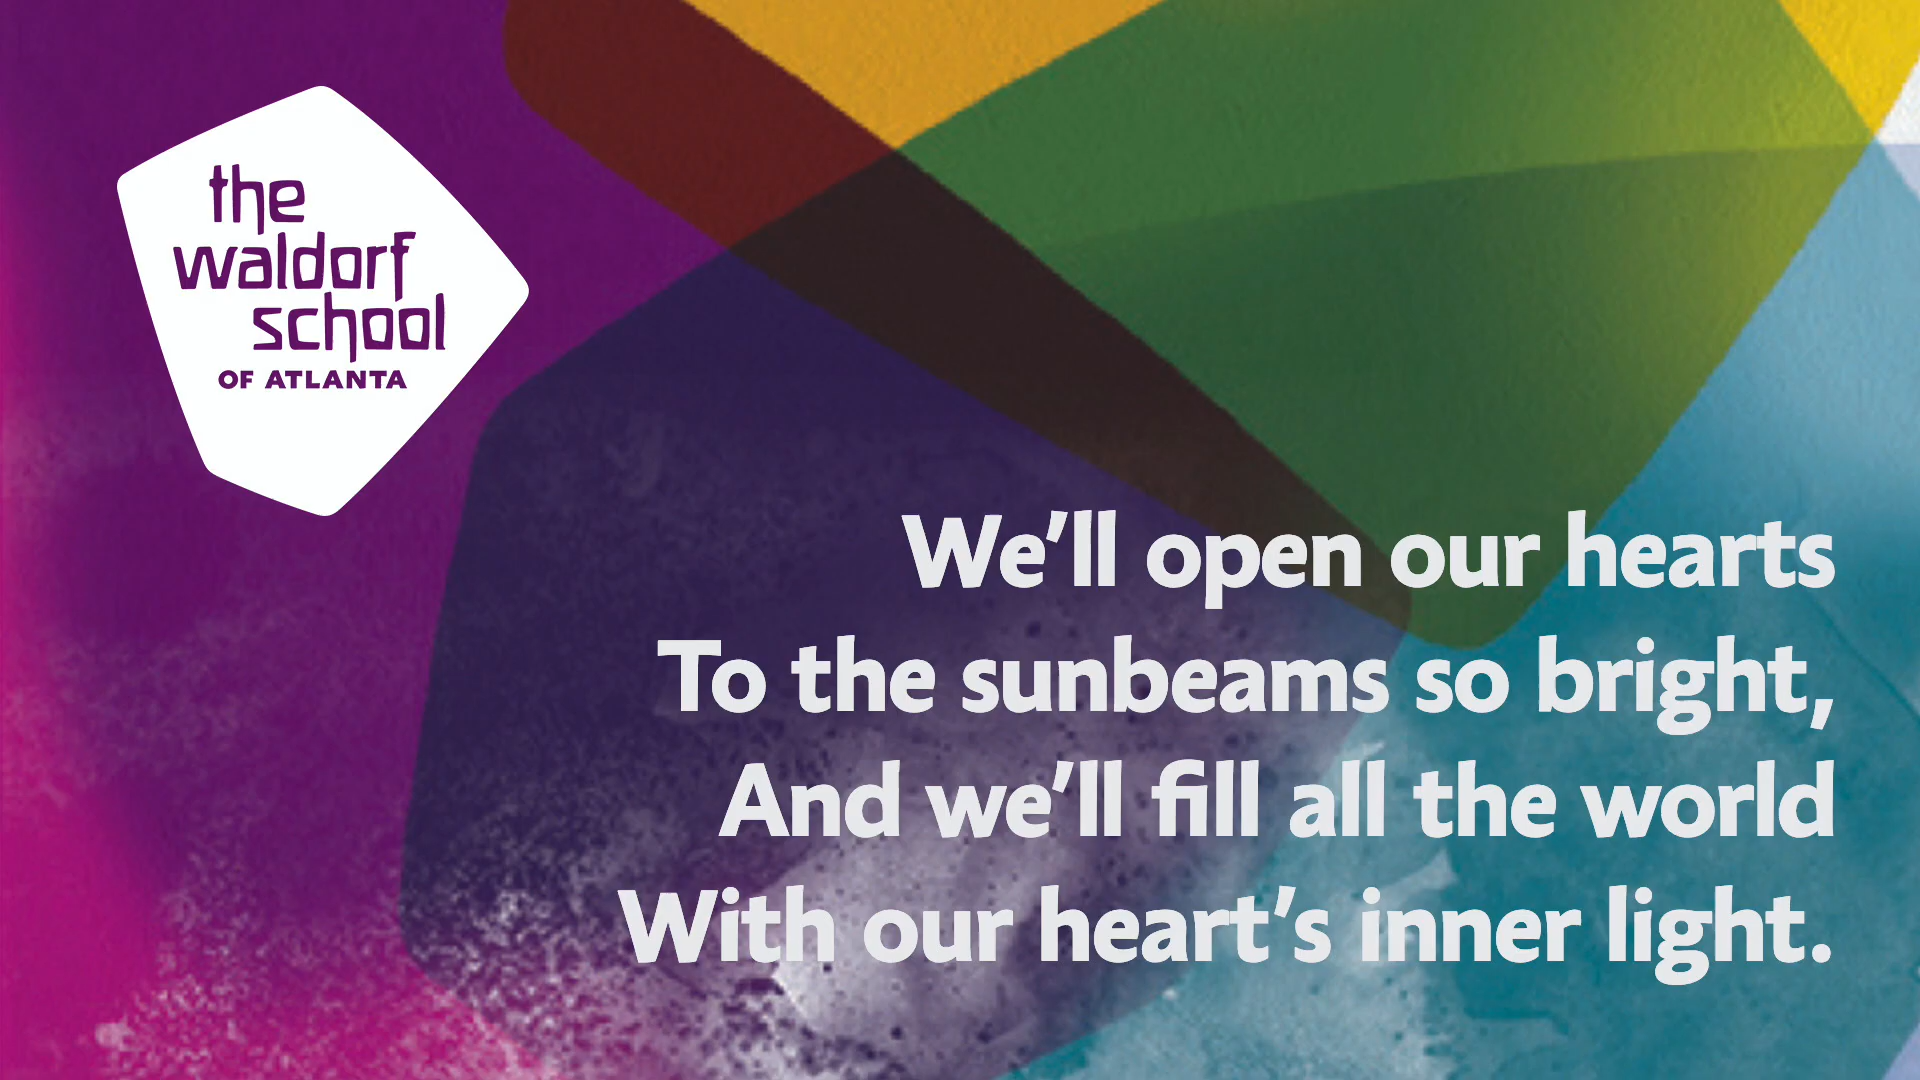 the
waldorf
school
OF ATLANTA
We’ll open our hearts
To the sunbeams so bright,
And we’ll fill all the world
With our heart’s inner light.